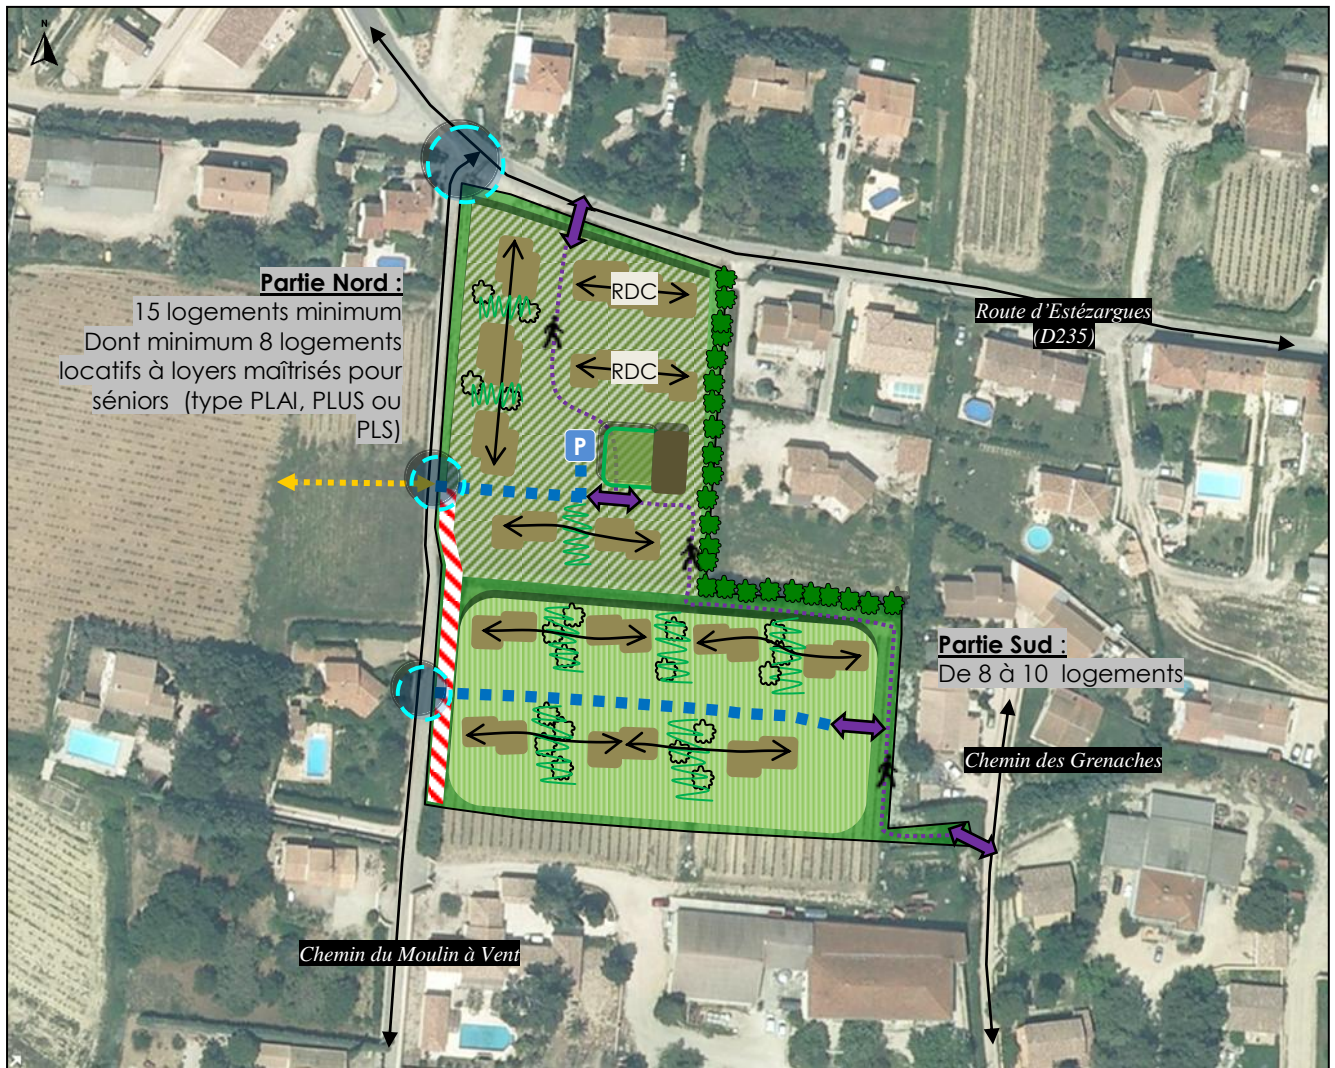 N
Partie Nord :
15 logements minimum
Dont minimum 8 logements
locatifs à loyers maîtrisés pour
séniors (type PLAI, PLUS ou
PLS)
RDC
RDC
P
Route d'Estézargues
(D235)
Partie Sud :
De 8 à 10 logements
Chemin des Grenaches
Chemin du Moulin à Vent